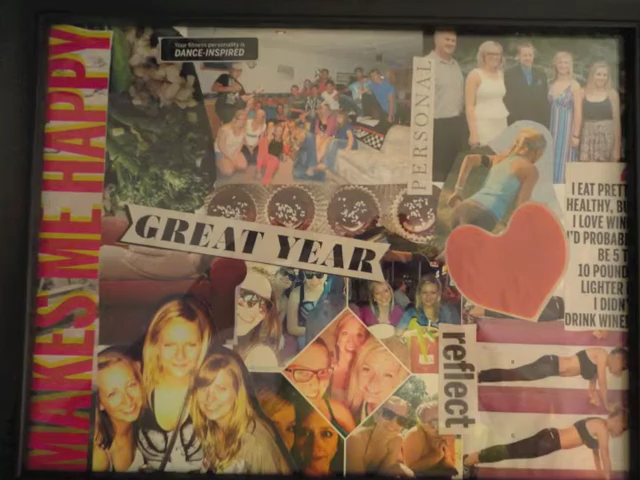 MAKES ME HAPPY
Your fitness personality is
DANCE-INSPIRED
PERSONAL
GREAT YEAR
I EAT PRETT
HEALTHY, BU
I LOVE WIN
I'D PROBAB
BE 5 T
10 POUND
LIGHTER
I DIDN'
DRINK WINE
reflect